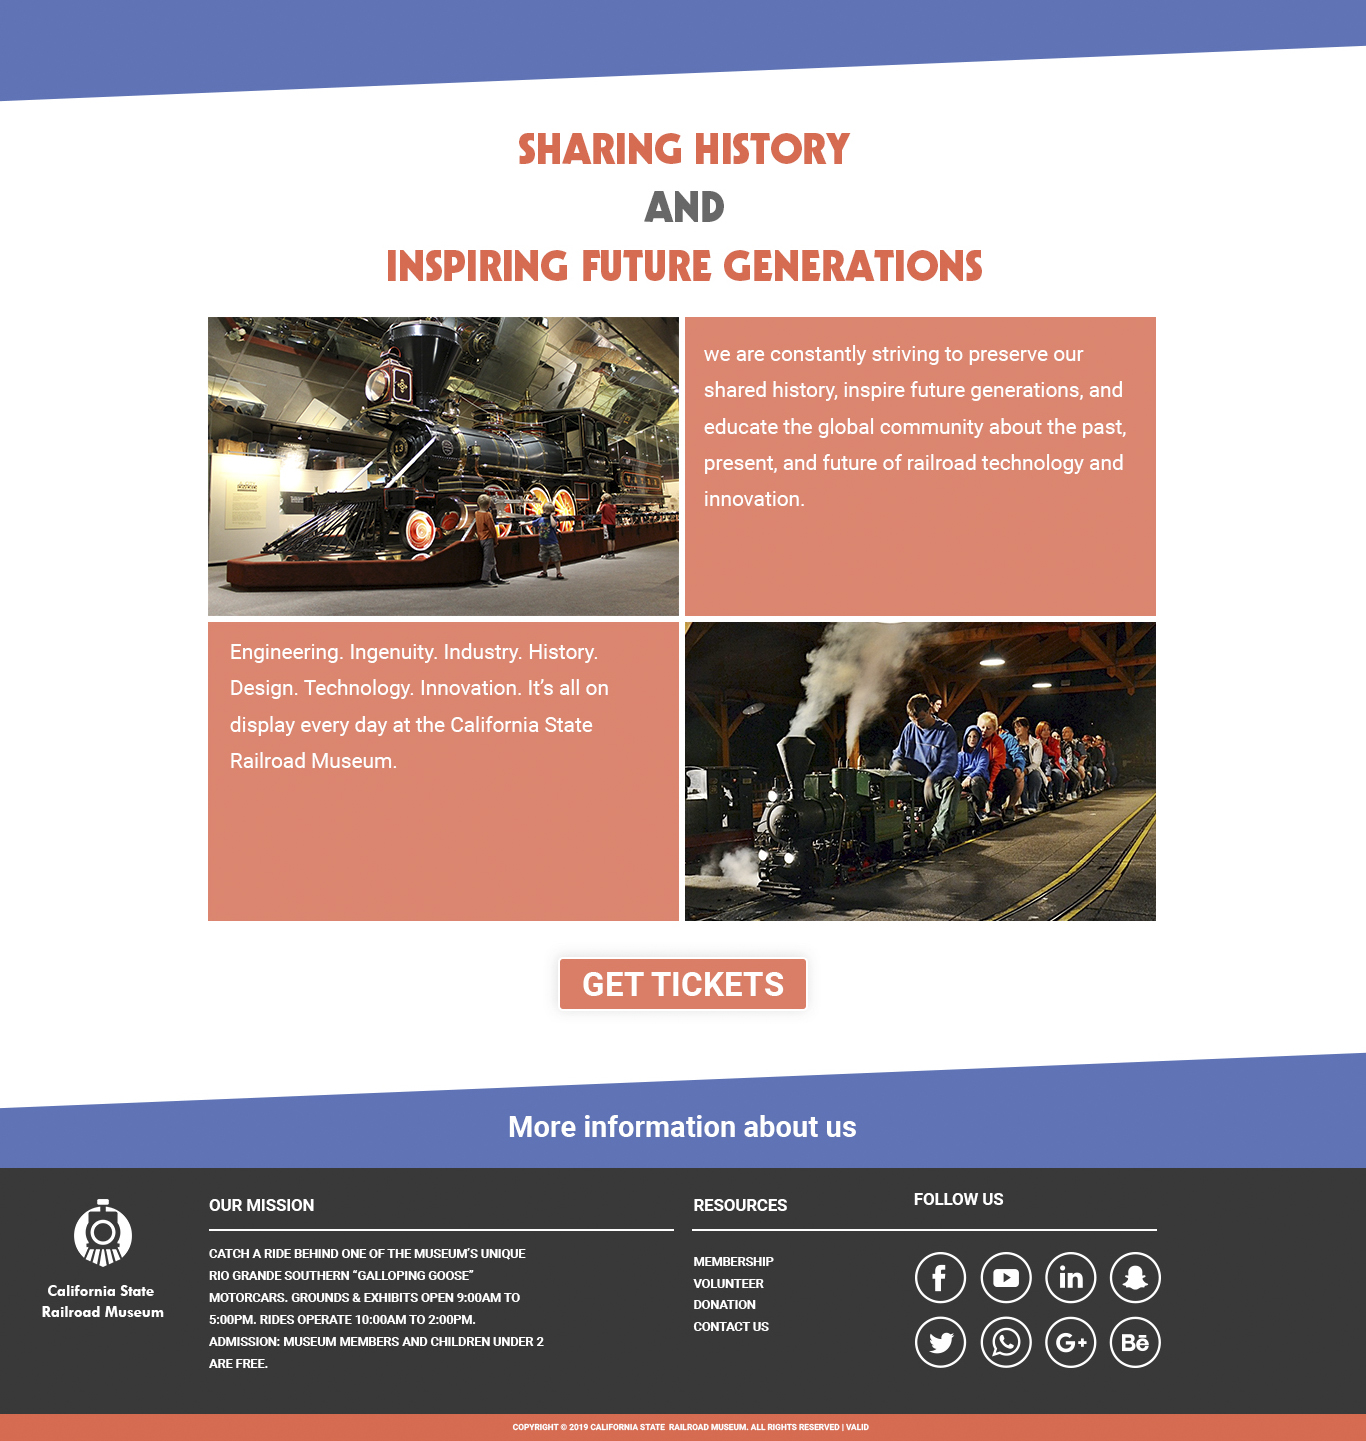 SHARING HISTORY
AND
INSPIRING FUTURE GENERATIONS
we are constantly striving to preserve our
shared history, inspire future generations, and
educate the global community about the past,
present, and future of railroad technology and
innovation.
13
Engineering. Ingenuity. Industry. History.
Design. Technology. Innovation. It’s all on
display every day at the California State
Railroad Museum.
GET TICKETS
More information about us
California State
Railroad Museum
OUR MISSION
CATCH A RIDE BEHIND ONE OF THE MUSEUM’S UNIQUE
RIO GRANDE SOUTHERN “GALLOPING GOOSE”
MOTORCARS. GROUNDS & EXHIBITS OPEN 9:00AM TO
5:00PM. RIDES OPERATE 10:00AM TO 2:00PM.
ADMISSION: MUSEUM MEMBERS AND CHILDREN UNDER 2
ARE FREE.
RESOURCES
MEMBERSHIP
VOLUNTEER
DONATION
CONTACT US
FOLLOW US
f
in
G+
Bē
COPYRIGHT © 2019 CALIFORNIA STATE RAILROAD MUSEUM. ALL RIGHTS RESERVED | VALID